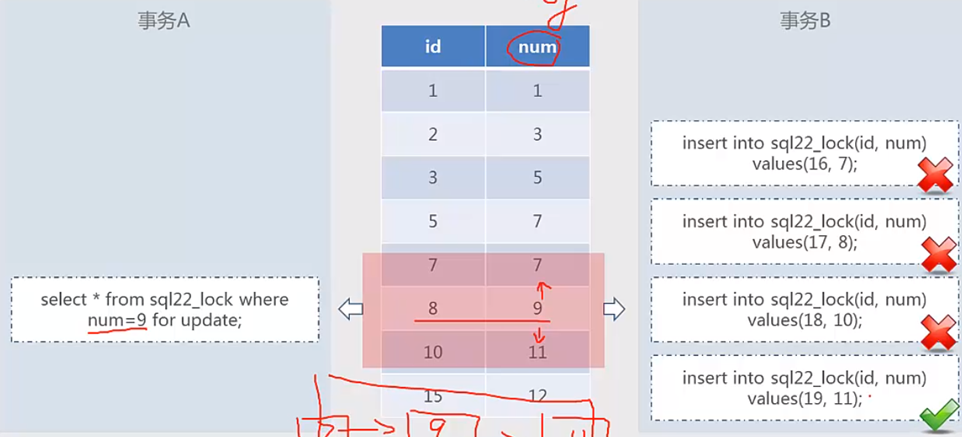 事务A
事务B
id num
1 1
2 3
3 5
5 7
7 7
8 9
10 11
15 12
select * from sql22_lock where
num=9 for update;
insert into sql22_lock(id, num)
values(16, 7);
insert into sql22_lock(id, num)
values(17, 8);
insert into sql22_lock(id, num)
values(18, 10);
insert into sql22_lock(id, num)
values(19, 11);
9